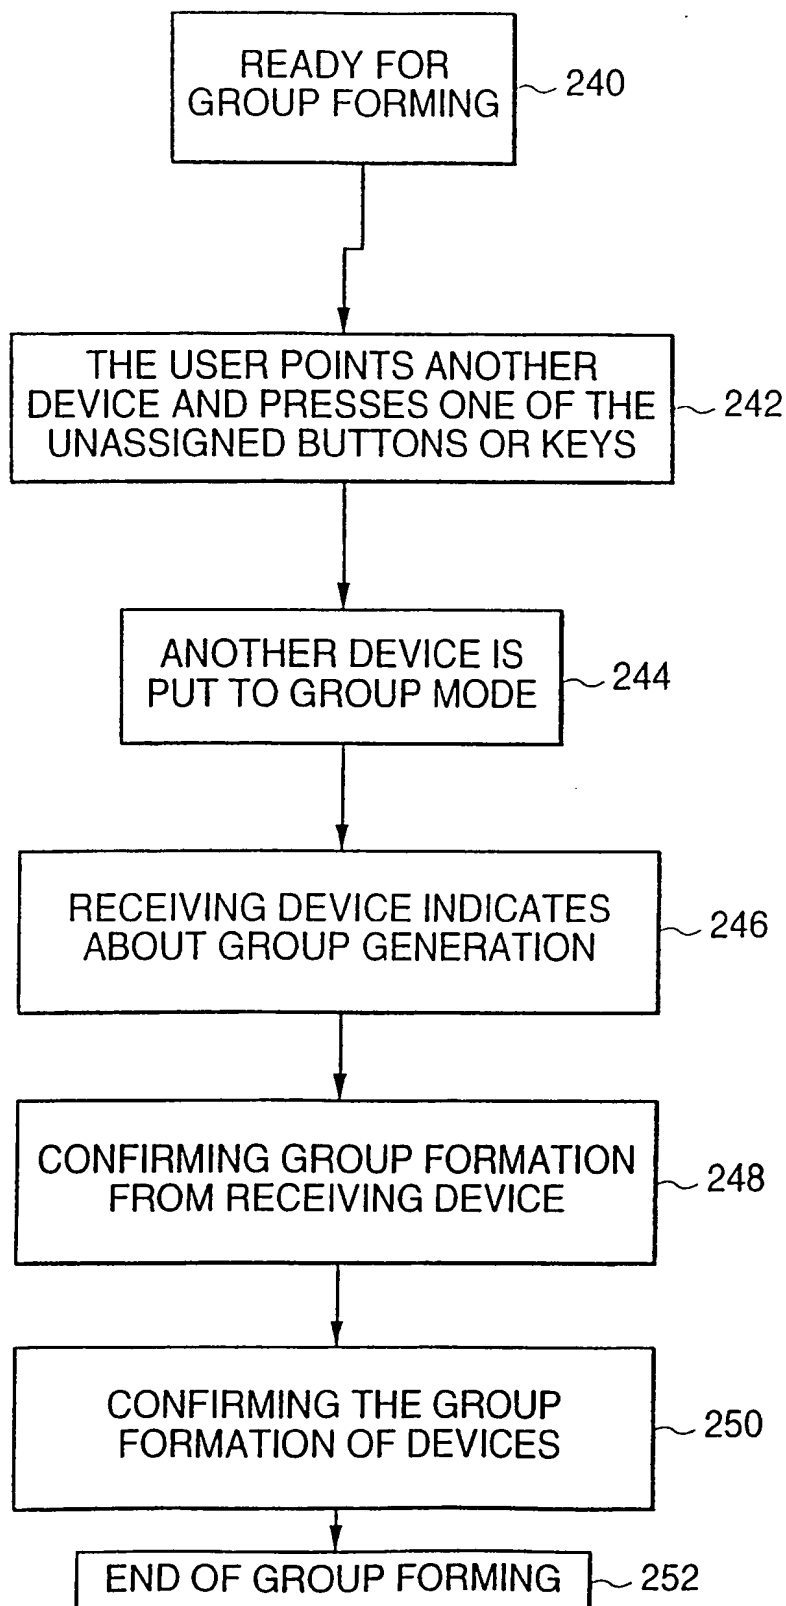 READY FOR
GROUP FORMING
240
THE USER POINTS ANOTHER
DEVICE AND PRESSES ONE OF THE
UNASSIGNED BUTTONS OR KEYS
242
ANOTHER DEVICE IS
PUT TO GROUP MODE
244
RECEIVING DEVICE INDICATES
ABOUT GROUP GENERATION
246
CONFIRMING GROUP FORMATION
FROM RECEIVING DEVICE
248
CONFIRMING THE GROUP
FORMATION OF DEVICES
250
END OF GROUP FORMING
252